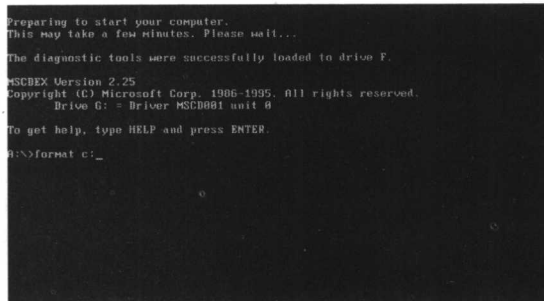 Preparing to start your computer.
This may take a few minutes. Please wait...
The diagnostic tools were successfully loaded to drive F.
MSCDEX Version 2.25
Copyright (C) Microsoft Corp. 1986-1995. All rights reserved.
Drive G: = Driver MSCD001 unit 0
To get help, type HELP and press ENTER.
A:\>format c:_